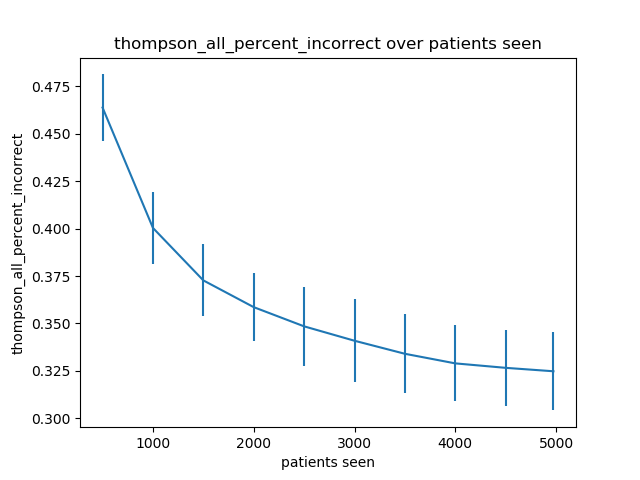 thompson_all_percent_incorrect over patients seen
0.475
0.450
0.425
0.400
0.375
0.350
0.325
0.300
thompson_all_percent_incorrect
1000 2000 3000 4000 5000
patients seen